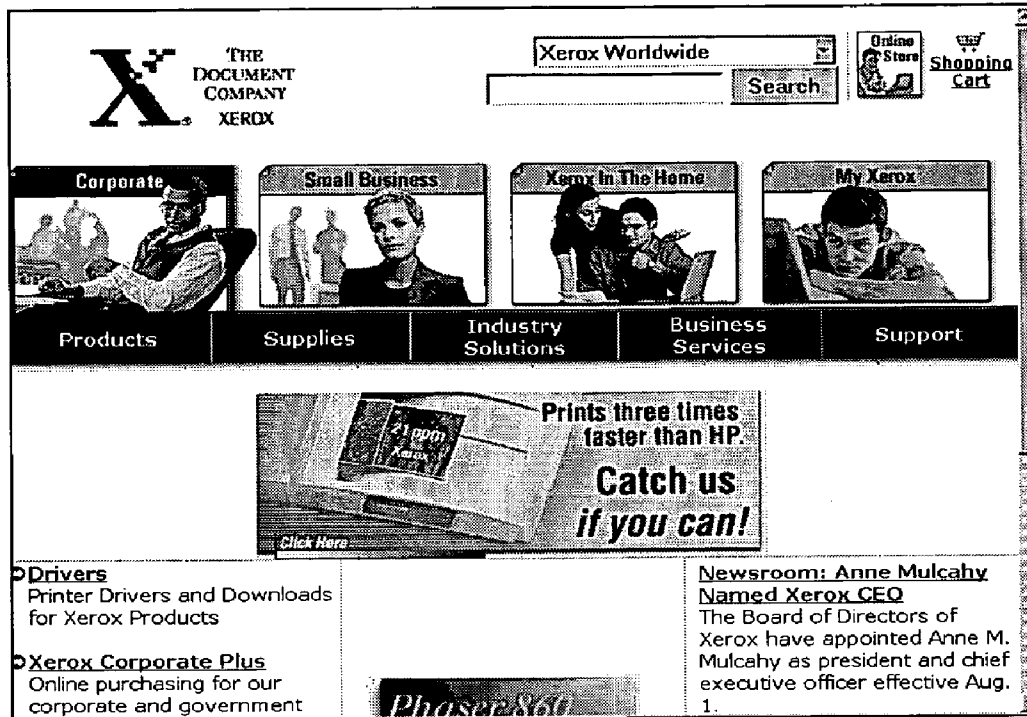 THE
DOCUMENT
COMPANY
XEROX
Xerox Worldwide
Search
Online
Store
Shopping
Cart
Corporate
Small Business
Xerox In The Home
My Xerox
Products
Supplies
Industry
Solutions
Business
Services
Support
21 ppm
Xerox
Prints three times
faster than HP.
Catch us
if you can!
Click Here
Drivers
Printer Drivers and Downloads
for Xerox Products
Xerox Corporate Plus
Online purchasing for our
corporate and government
Phaser 860
Newsroom: Anne Mulcahy
Named Xerox CEO
The Board of Directors of
Xerox have appointed Anne M.
Mulcahy as president and chief
executive officer effective Aug.
1.